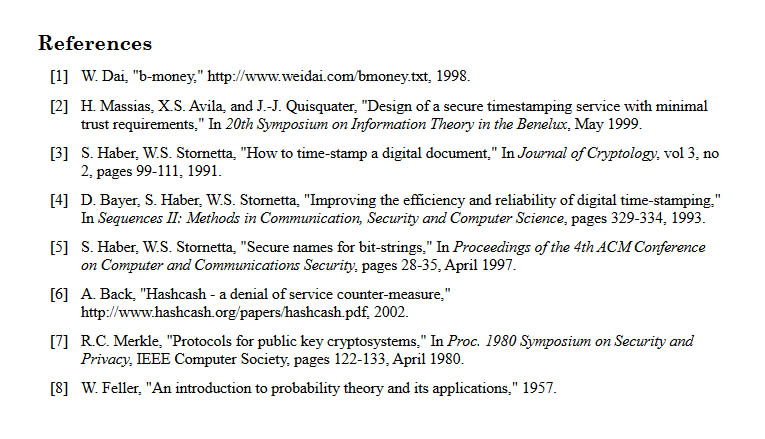 References
[1] W. Dai, "b-money," http://www.weidai.com/bmoney.txt, 1998.
[2] H. Massias, X.S. Avila, and J.-J. Quisquater, "Design of a secure timestamping service with minimal
trust requirements," In 20th Symposium on Information Theory in the Benelux, May 1999.
[3] S. Haber, W.S. Stornetta, "How to time-stamp a digital document," In Journal of Cryptology, vol 3, no
2, pages 99-111, 1991.
[4] D. Bayer, S. Haber, W.S. Stornetta, "Improving the efficiency and reliability of digital time-stamping,"
In Sequences II: Methods in Communication, Security and Computer Science, pages 329-334, 1993.
[5] S. Haber, W.S. Stornetta, "Secure names for bit-strings," In Proceedings of the 4th ACM Conference
on Computer and Communications Security, pages 28-35, April 1997.
[6] A. Back, "Hashcash - a denial of service counter-measure,"
http://www.hashcash.org/papers/hashcash.pdf, 2002.
[7] R.C. Merkle, "Protocols for public key cryptosystems," In Proc. 1980 Symposium on Security and
Privacy, IEEE Computer Society, pages 122-133, April 1980.
[8] W. Feller, "An introduction to probability theory and its applications," 1957.